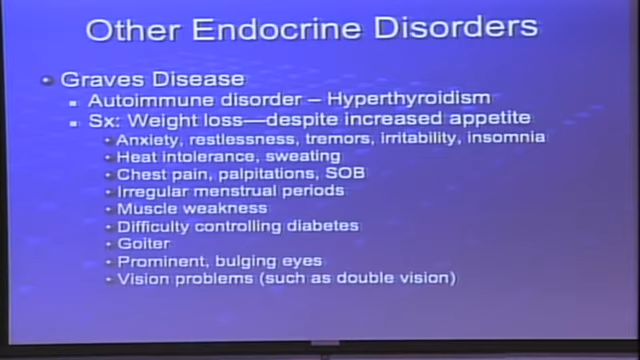 Other Endocrine Disorders
Graves Disease
Autoimmune disorder – Hyperthyroidism
Sx: Weight loss—despite increased appetite
Anxiety, restlessness, tremors, irritability, insomnia
Heat intolerance, sweating
Chest pain, palpitations, SOB
Irregular menstrual periods
Muscle weakness
Difficulty controlling diabetes
Goiter
Prominent, bulging eyes
Vision problems (such as double vision)